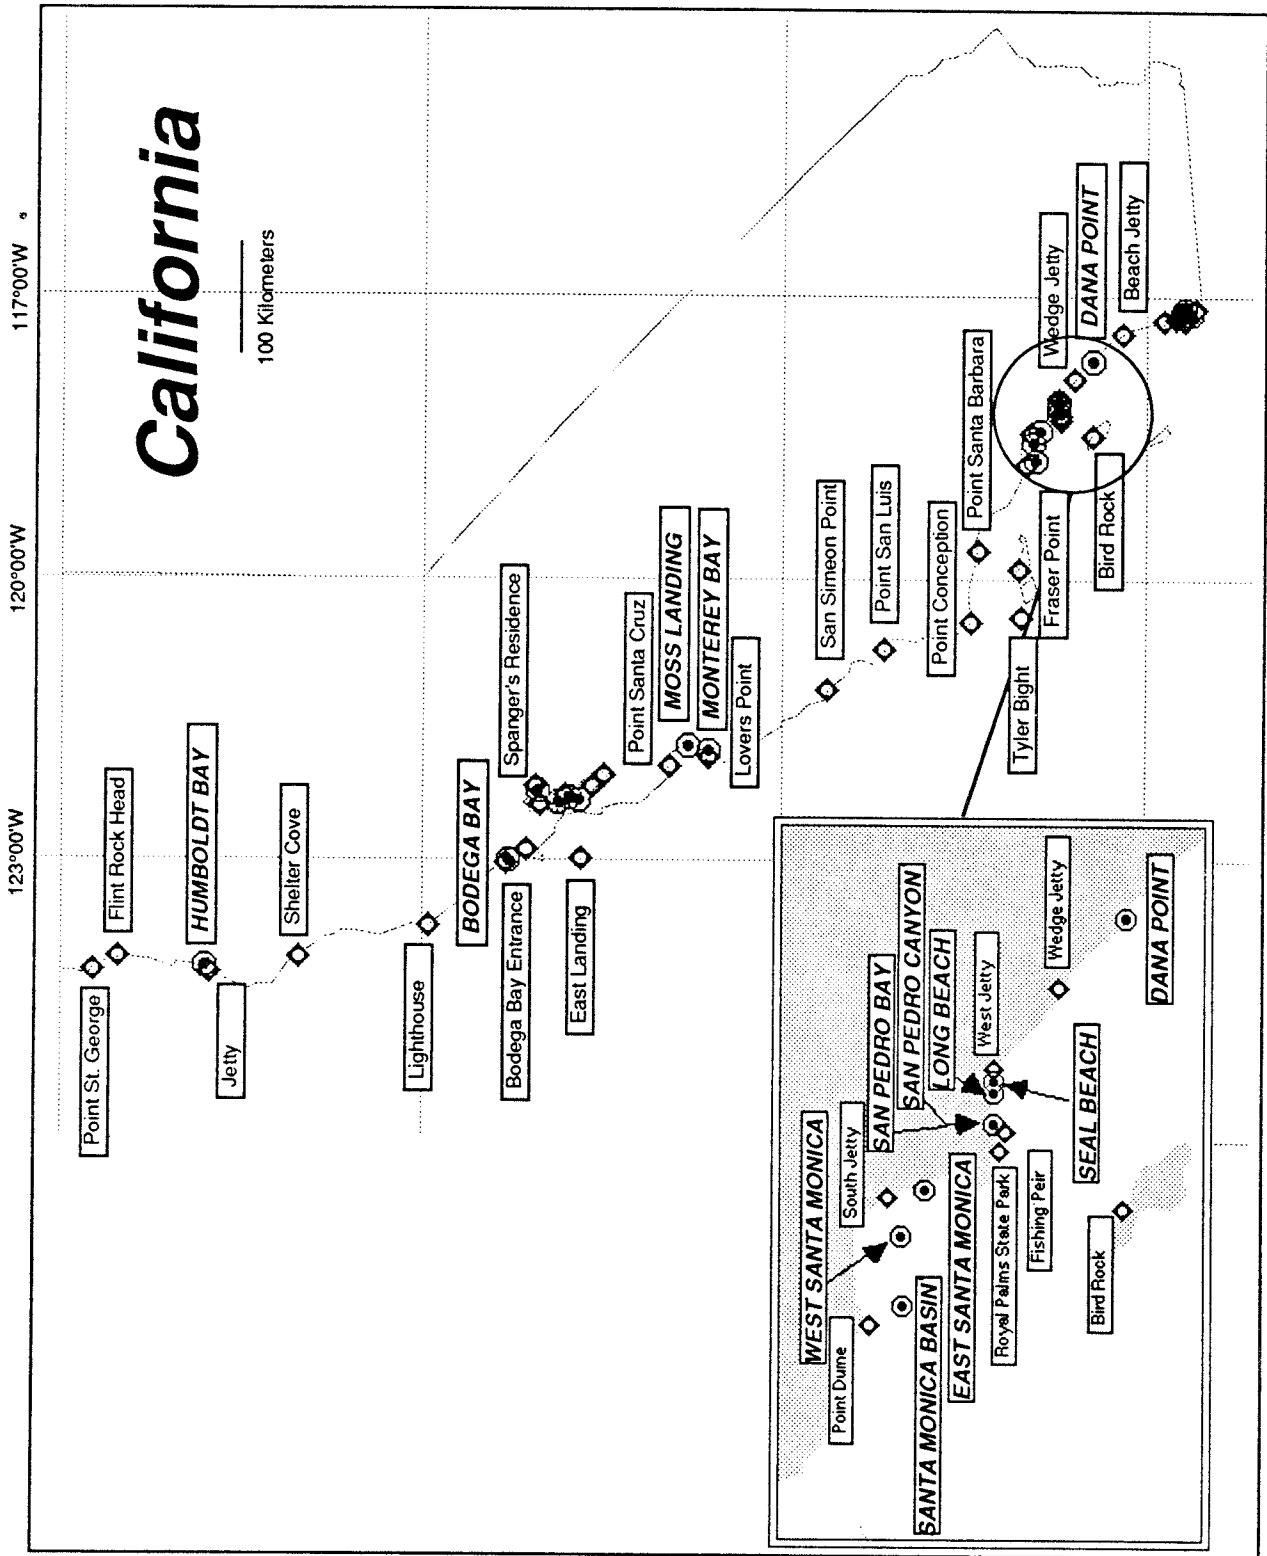 California
100 Kilometers
123°00'W
120°00'W
117°00'W
Point St. George
Flint Rock Head
HUMBOLDT BAY
Jetty
Shelter Cove
Lighthouse
BODEGA BAY
Bodega Bay Entrance
Spanger's Residence
East Landing
Point Santa Cruz
MOSS LANDING
MONTEREY BAY
Lovers Point
San Simeon Point
Point San Luis
Point Conception
Point Santa Barbara
Tyler Bight
Fraser Point
Bird Rock
Wedge Jetty
DANA POINT
Beach Jetty
WEST SANTA MONICA
Point Dume
South Jetty
SAN PEDRO BAY
SAN PEDRO CANYON
LONG BEACH
West Jetty
Wedge Jetty
SANTA MONICA BASIN
EAST SANTA MONICA
Royal Palms State Park
Fishing Peir
SEAL BEACH
Bird Rock
DANA POINT